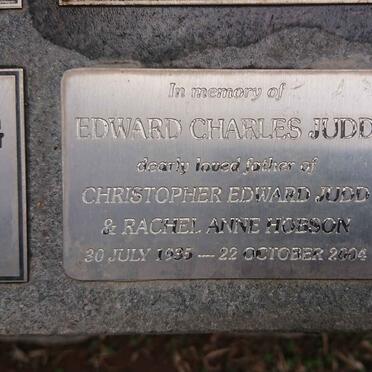 In memory of
EDWARD CHARLES JUDD
dearly loved father of
CHRISTOPHER EDWARD JUDD
& RACHEL ANNE HOBSON
30 JULY 1935 — 22 OCTOBER 2004